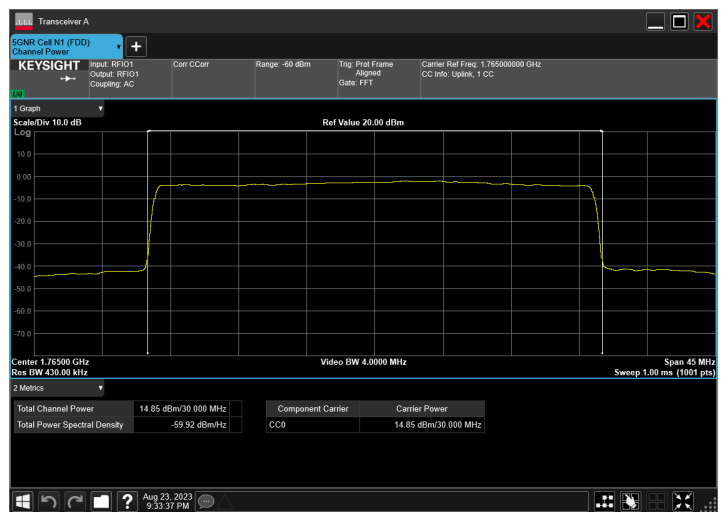 Transceiver A
5GNR Cell N1 (FDD)
Channel Power
KEYSIGHT
Input: RFIO1
Output: RFIO1
Coupling: AC
Corr CCorr
Range: -60 dBm
Trig: Prot Frame
Aligned
Gate: FFT
Carrier Ref Freq: 1.765000000 GHz
CC Info: Uplink, 1 CC
LXI
1 Graph
Scale/Div 10.0 dB
Ref Value 20.00 dBm
Log
10.0
0.00
-10.0
-20.0
-30.0
-40.0
-50.0
-60.0
-70.0
Center 1.76500 GHz
Video BW 4.0000 MHz
Span 45 MHz
Res BW 430.00 kHz
Sweep 1.00 ms (1001 pts)
2 Metrics
Total Channel Power 14.85 dBm/30.000 MHz
Total Power Spectral Density -59.92 dBm/Hz
Component Carrier Carrier Power
CC0 14.85 dBm/30.000 MHz
?
Aug 23, 2023
9:33:37 PM